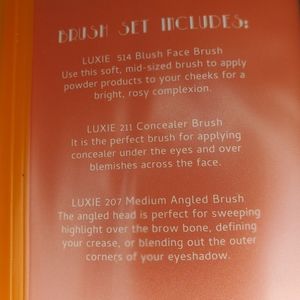 BRUSH SET INCLUDES:
LUXIE 514 Blush Face Brush
Use this soft, mid-sized brush to apply
powder products to your cheeks for a
bright, rosy complexion.
LUXIE 211 Concealer Brush
It is the perfect brush for applying
concealer under the eyes and over
blemishes across the face.
LUXIE 207 Medium Angled Brush
The angled head is perfect for sweeping
highlight over the brow bone, defining
your crease, or blending out the outer
corners of your eyeshadow.